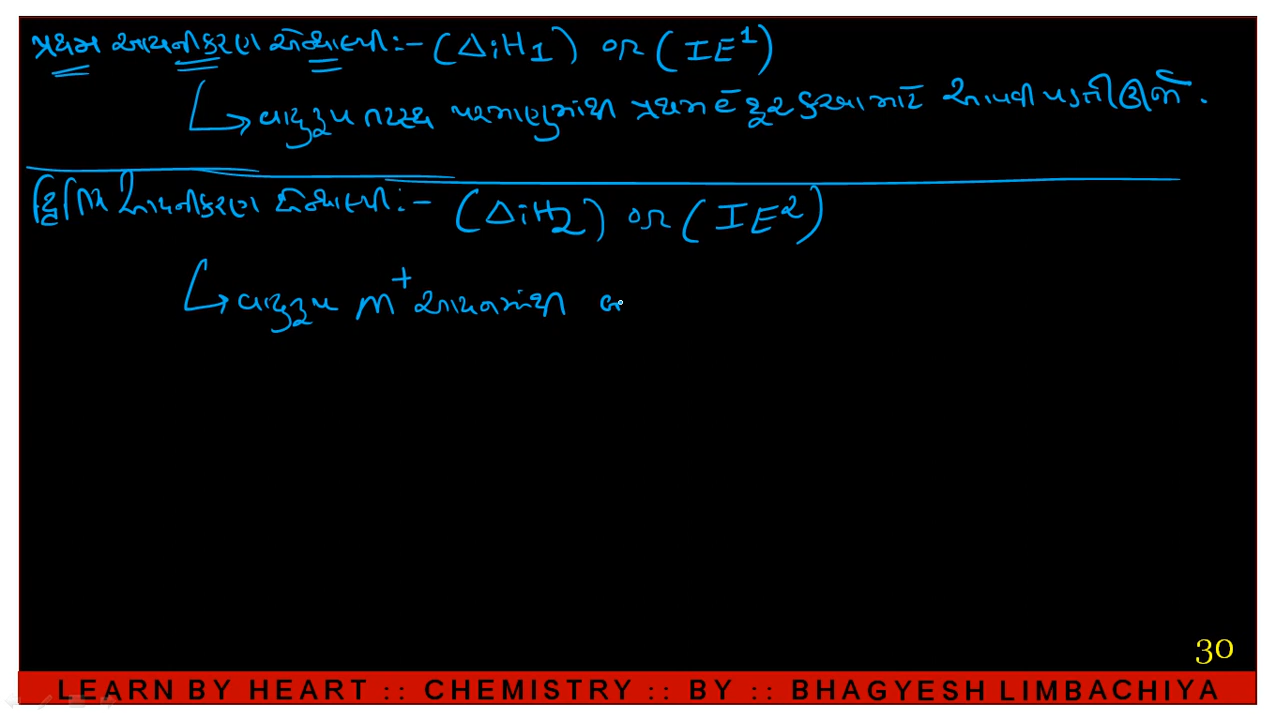 પ્રથમ આયનીકરણ એન્થાલ્પી :- (ΔiH1) or (IE¹)
↳ વાયુરૂપ તટસ્થ પરમાણુમાંથી પ્રથમ e⁻ દૂર કરવા માટે આપવી પડતી ઊર્જા.
દ્વિતિય આયનીકરણ એન્થાલ્પી :- (ΔiH2) or (IE²)
↳ વાયુરૂપ M⁺ આયનમાંથી
30
LEARN BY HEART :: CHEMISTRY :: BY :: BHAGYESH LIMBACHIYA